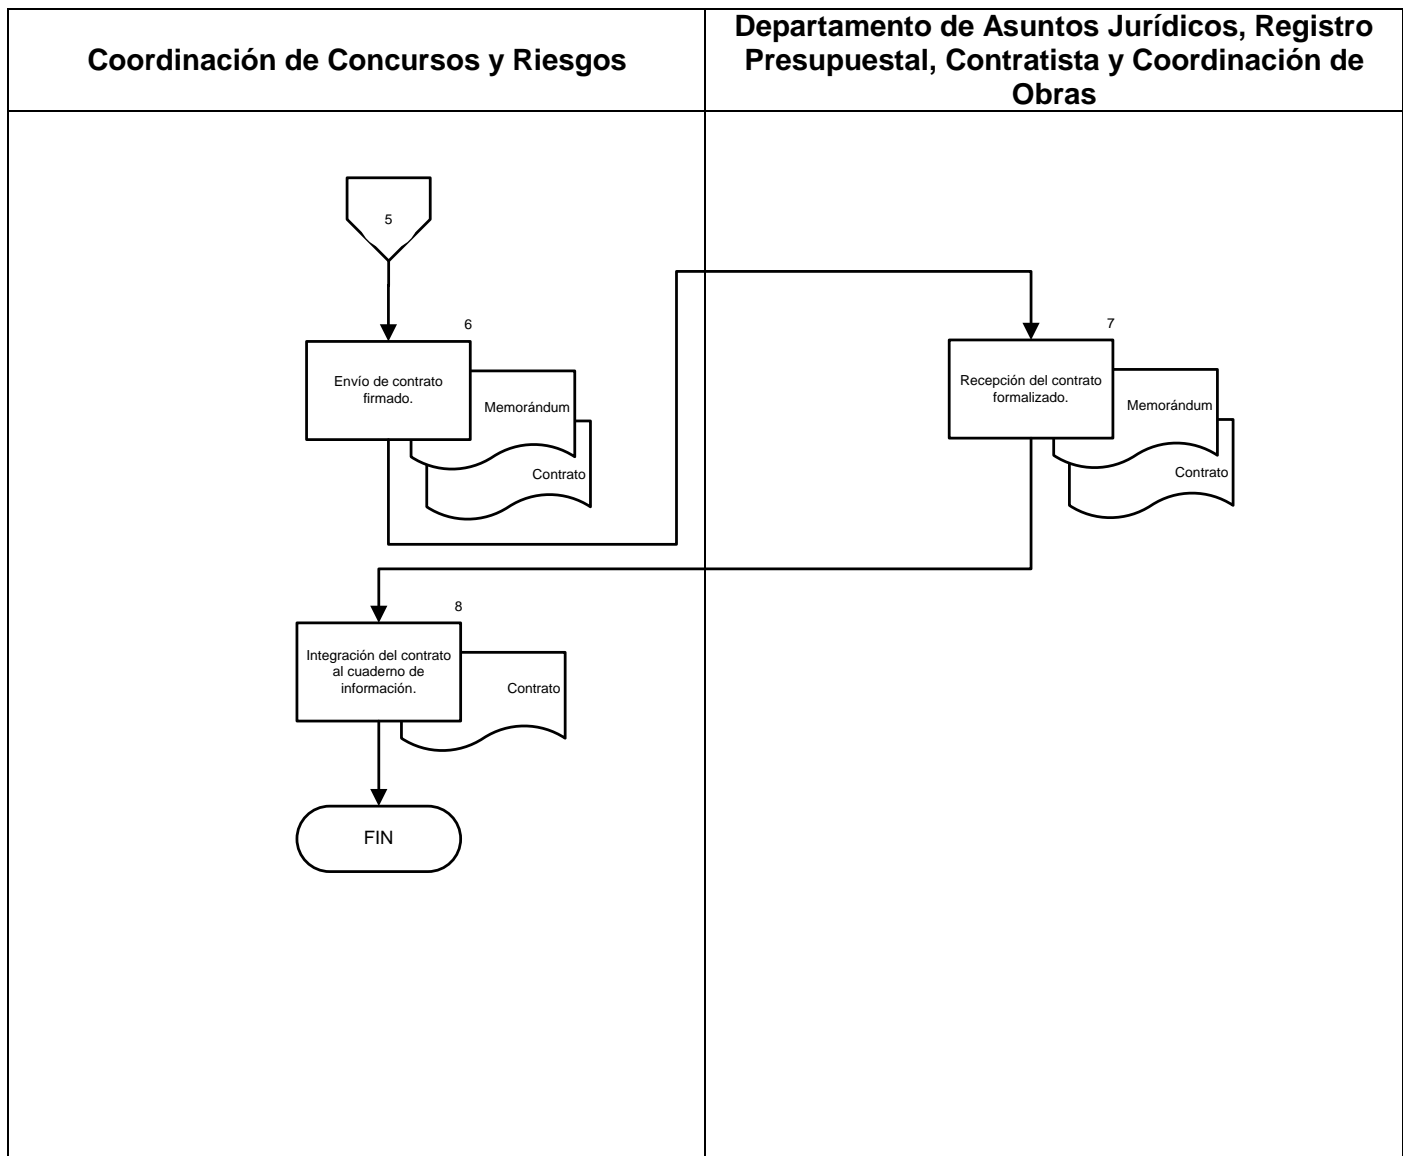 Coordinación de Concursos y Riesgos
Departamento de Asuntos Jurídicos, Registro
Presupuestal, Contratista y Coordinación de
Obras
5
6
Envío de contrato
firmado.
Memorándum
Contrato
7
Recepción del contrato
formalizado.
Memorándum
Contrato
8
Integración del contrato
al cuaderno de
información.
Contrato
FIN